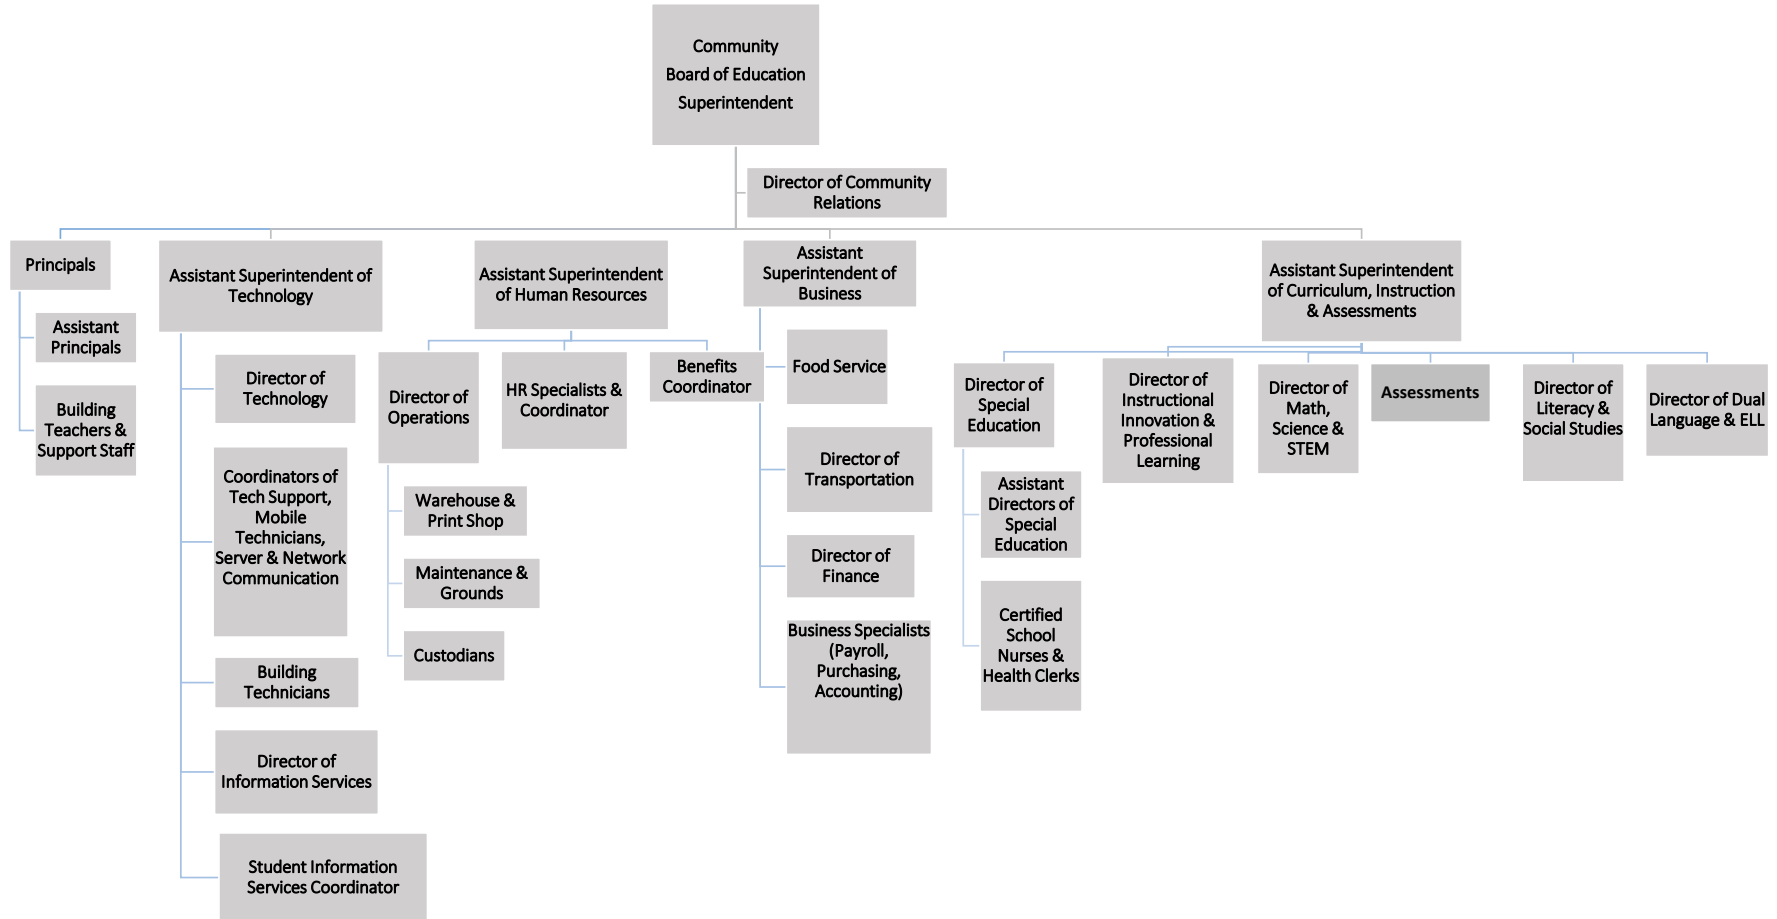 Community
Board of Education
Superintendent
Director of Community
Relations
Principals
Assistant
Principals
Building
Teachers &
Support Staff
Assistant Superintendent of
Technology
Director of
Technology
Coordinators of
Tech Support,
Mobile
Technicians,
Server & Network
Communication
Building
Technicians
Director of
Information Services
Student Information
Services Coordinator
Assistant Superintendent
of Human Resources
Director of
Operations
Warehouse &
Print Shop
Maintenance &
Grounds
Custodians
HR Specialists &
Coordinator
Benefits
Coordinator
Assistant
Superintendent of
Business
Food Service
Director of
Transportation
Director of
Finance
Business Specialists
(Payroll,
Purchasing,
Accounting)
Assistant Superintendent
of Curriculum, Instruction
& Assessments
Director of
Special
Education
Assistant
Directors of
Special
Education
Certified
School
Nurses &
Health Clerks
Director of
Instructional
Innovation &
Professional
Learning
Director of
Math,
Science &
STEM
Assessments
Director of
Literacy &
Social Studies
Director of Dual
Language & ELL